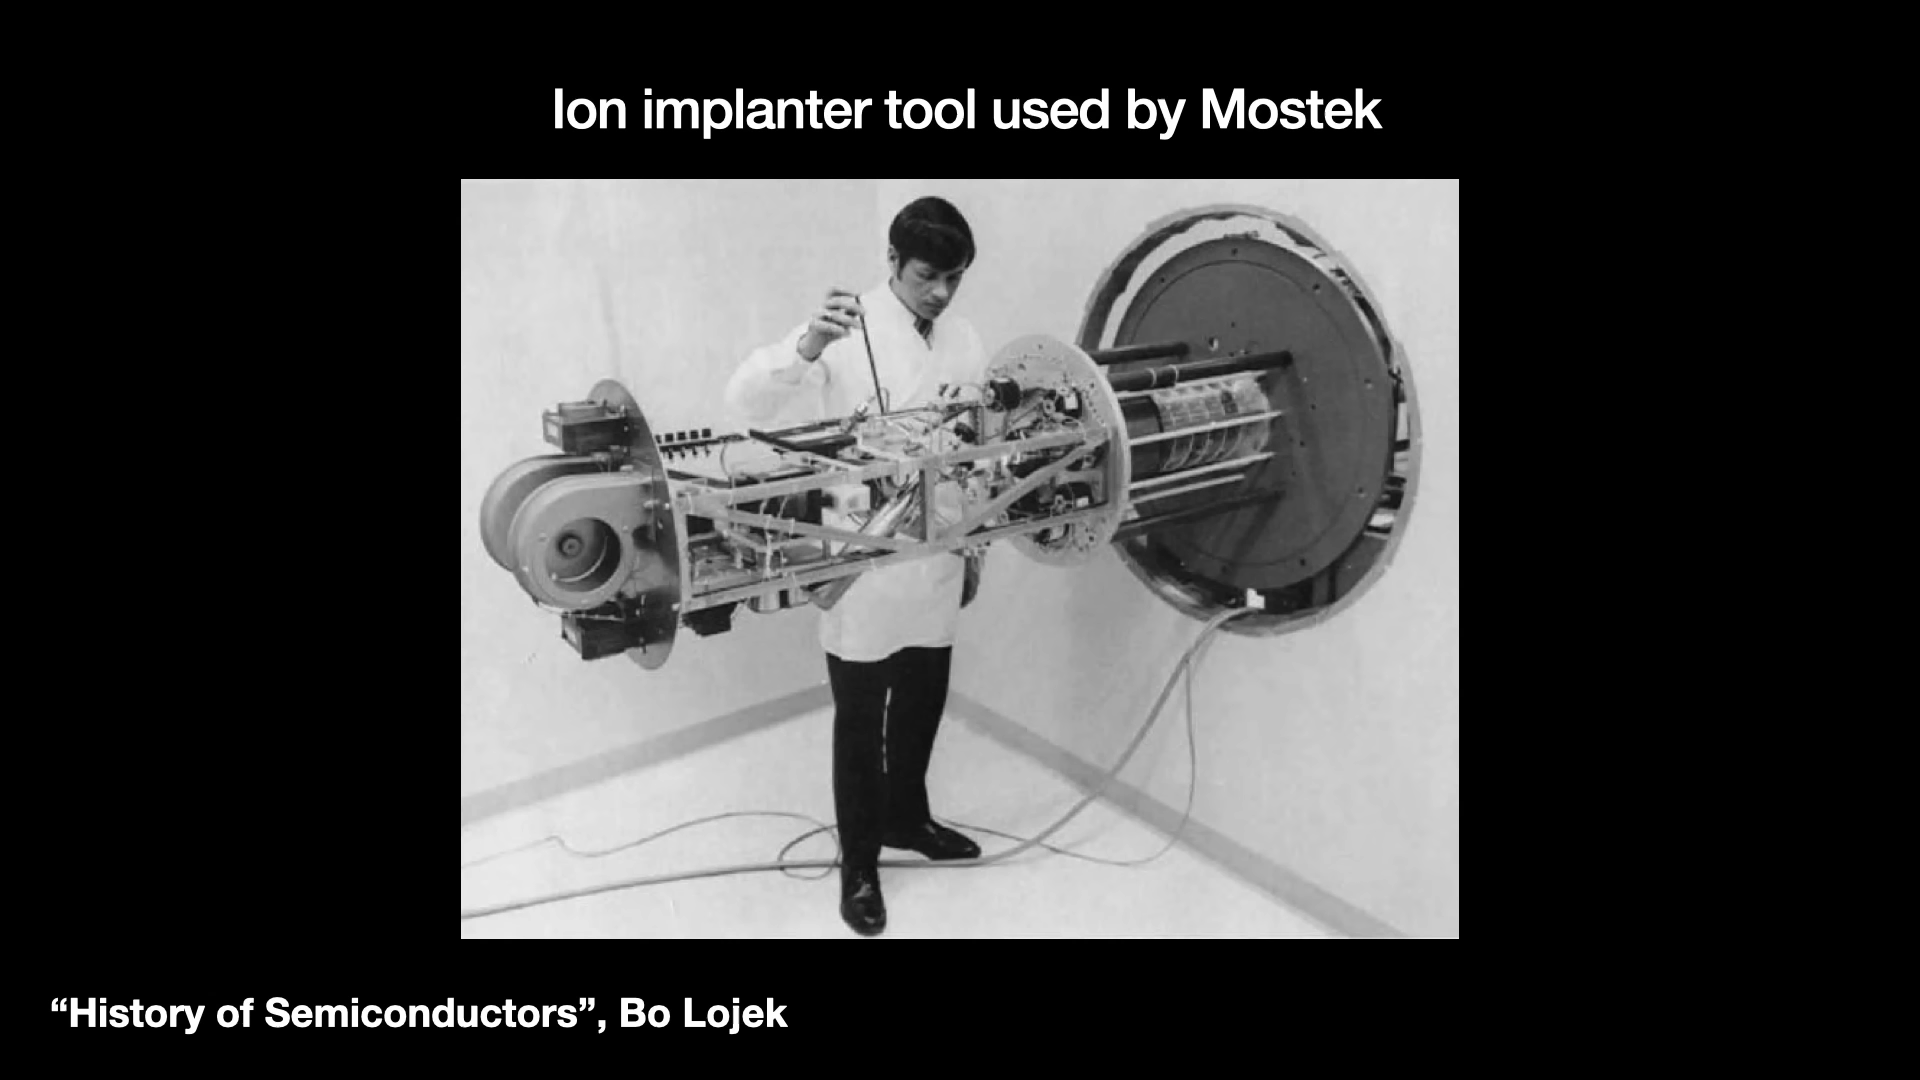 Ion implanter tool used by Mostek
“History of Semiconductors”, Bo Lojek